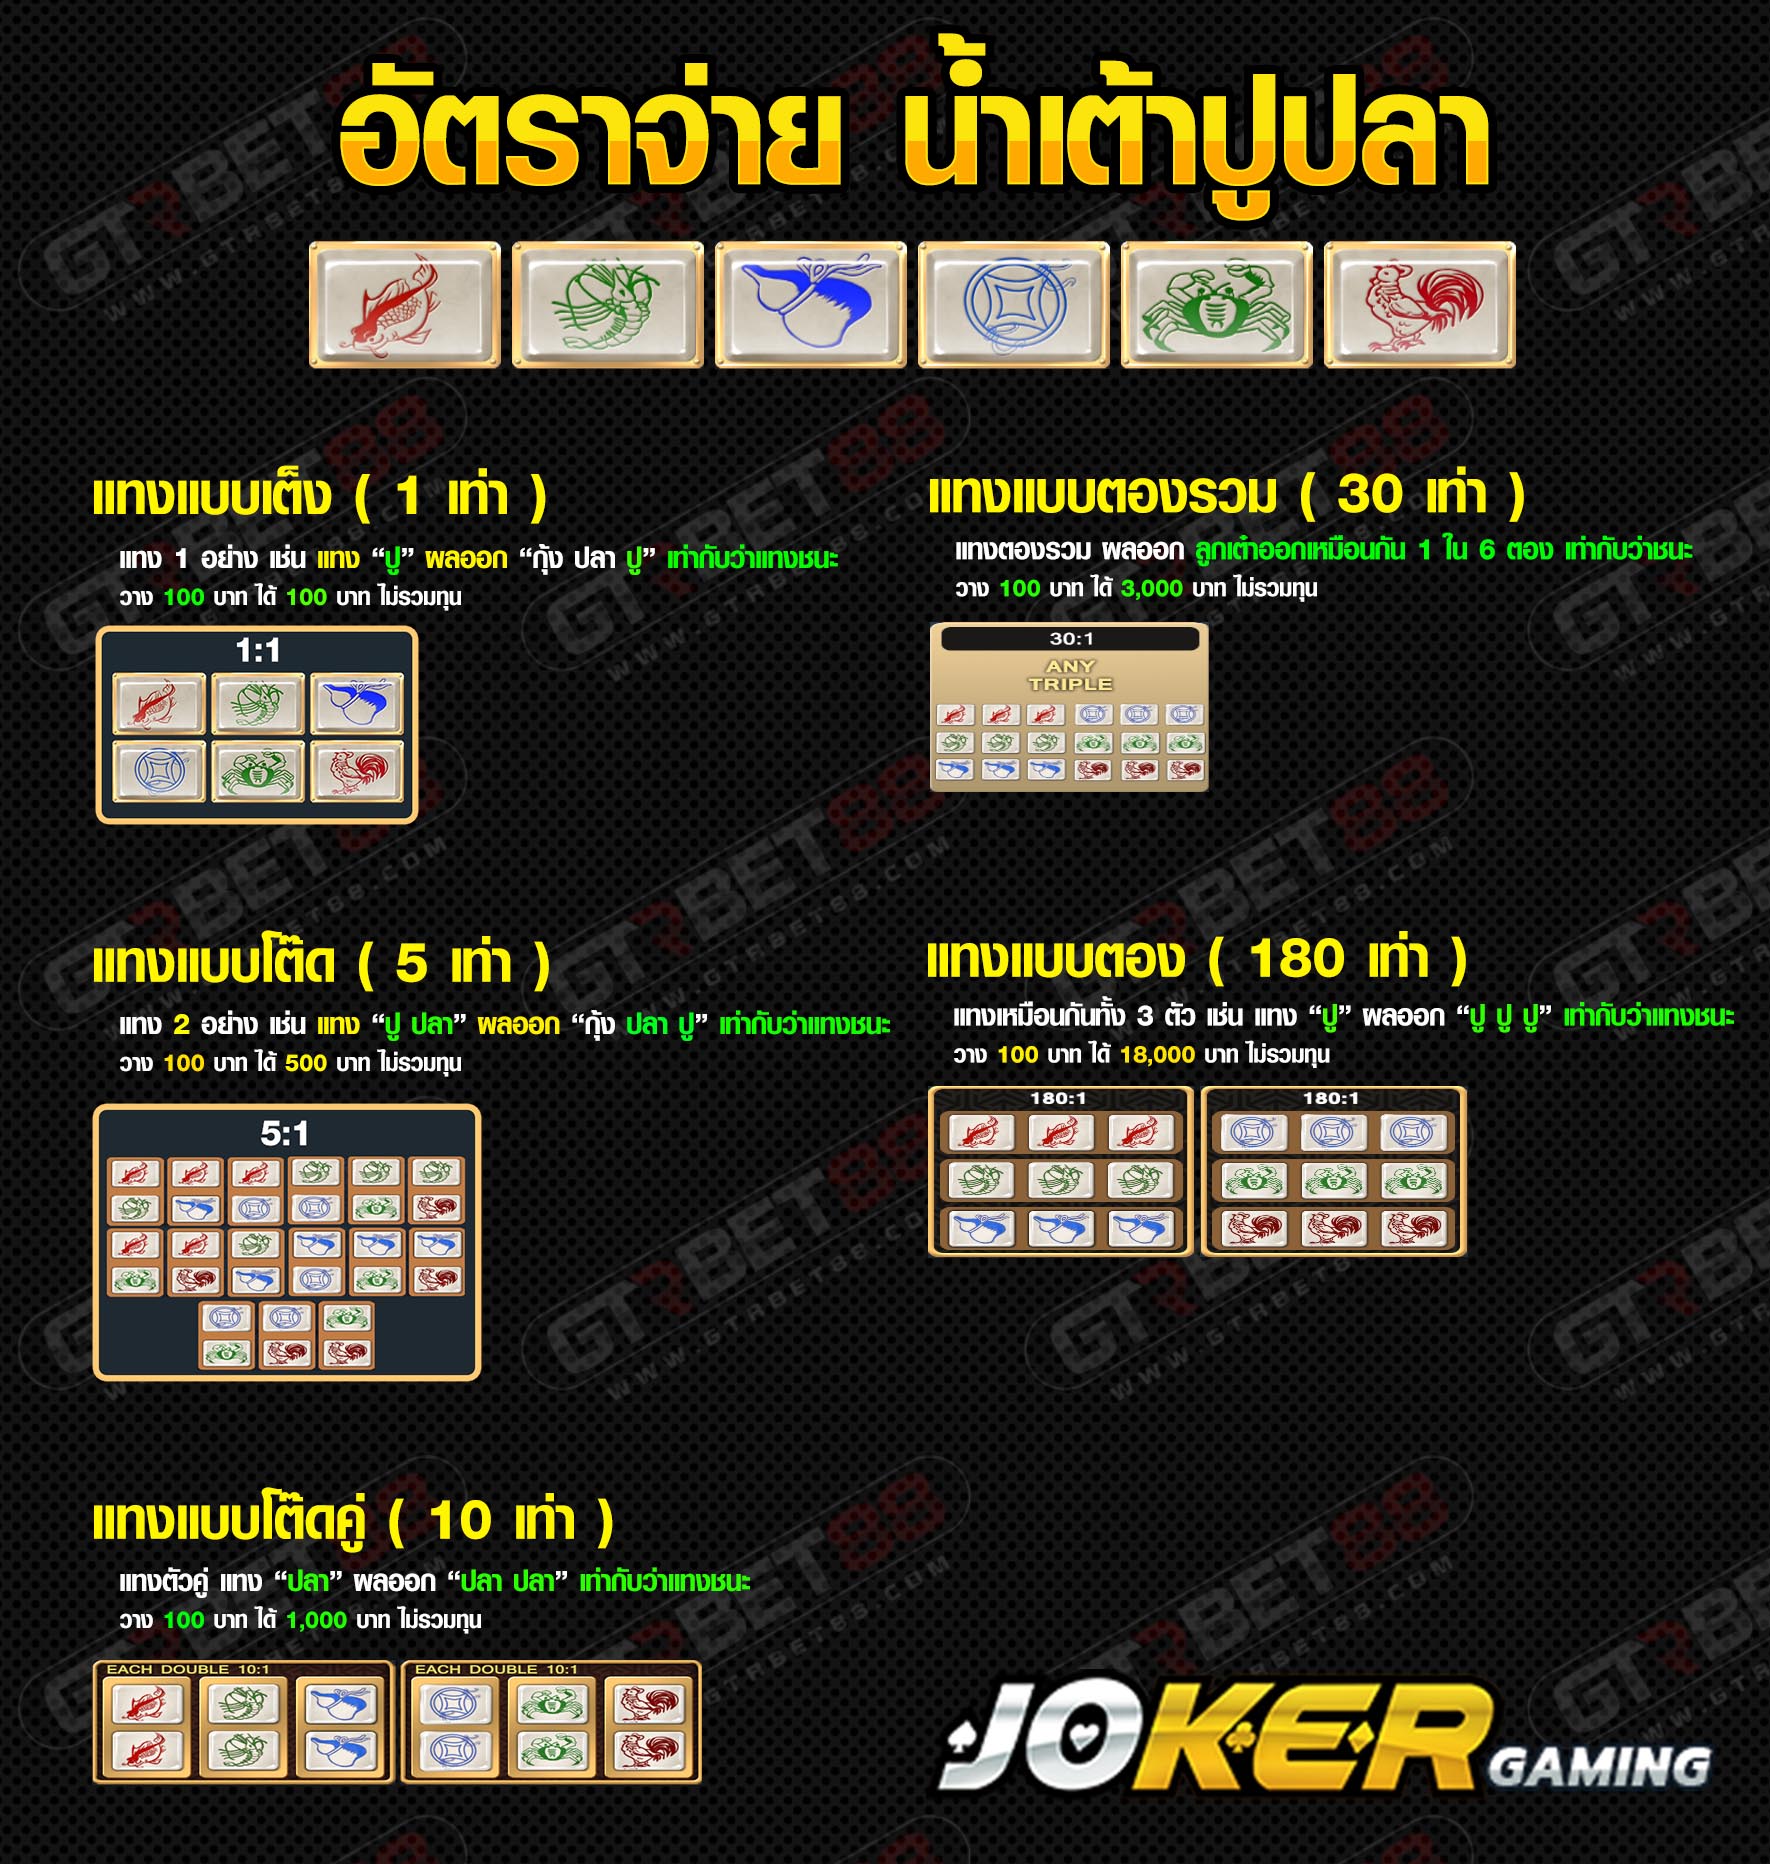 อัตราจ่าย น้ำเต้าปูปลา
แทงแบบเต็ง ( 1 เท่า )
แทง 1 อย่าง เช่น แทง “ปู” ผลออก “กุ้ง ปลา ปู” เท่ากับว่าแทงชนะ
วาง 100 บาท ได้ 100 บาท ไม่รวมทุน
1:1
แทงแบบตองรวม ( 30 เท่า )
แทงตองรวม ผลออก ลูกเต๋าออกเหมือนกัน 1 ใน 6 ตอง เท่ากับว่าชนะ
วาง 100 บาท ได้ 3,000 บาท ไม่รวมทุน
30:1
ANY
TRIPLE
แทงแบบโต๊ด ( 5 เท่า )
แทง 2 อย่าง เช่น แทง “ปู ปลา” ผลออก “กุ้ง ปลา ปู” เท่ากับว่าแทงชนะ
วาง 100 บาท ได้ 500 บาท ไม่รวมทุน
5:1
แทงแบบตอง ( 180 เท่า )
แทงเหมือนกันทั้ง 3 ตัว เช่น แทง “ปู” ผลออก “ปู ปู ปู” เท่ากับว่าแทงชนะ
วาง 100 บาท ได้ 18,000 บาท ไม่รวมทุน
180:1 180:1
แทงแบบโต๊ดคู่ ( 10 เท่า )
แทงตัวคู่ แทง “ปลา” ผลออก “ปลา ปลา” เท่ากับว่าแทงชนะ
วาง 100 บาท ได้ 1,000 บาท ไม่รวมทุน
EACH DOUBLE 10:1 EACH DOUBLE 10:1
JOKER GAMING
GTRBET88
WWW.GTRBET88.COM